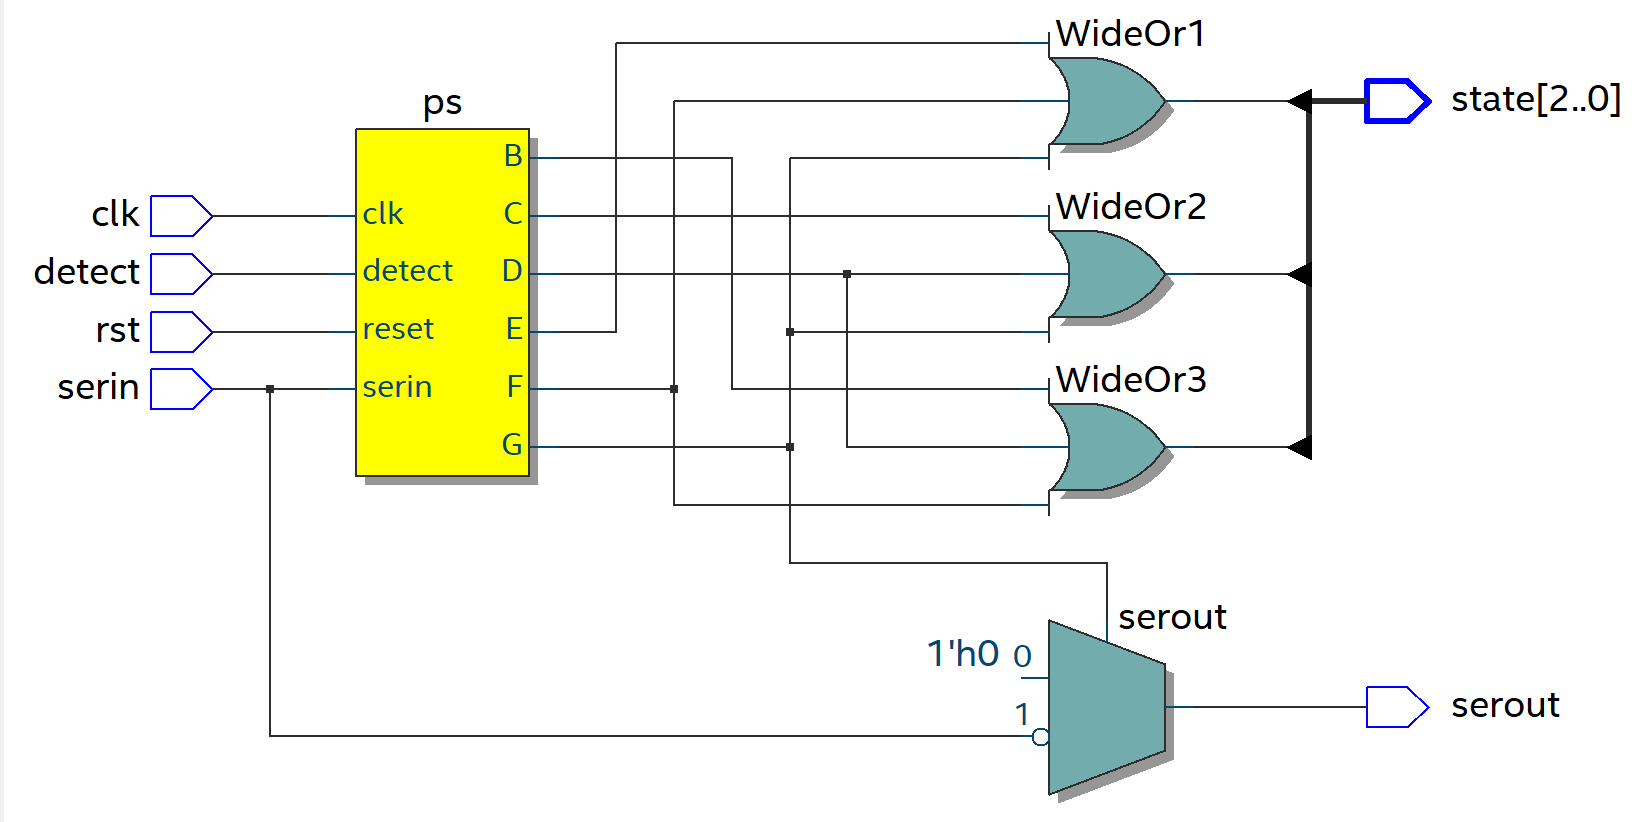 WideOr1
ps
state[2..0]
B
clk
clk
C
WideOr2
detect
detect
D
rst
reset
E
serin
serin
F
WideOr3
G
serout
1'h0
0
1
serout